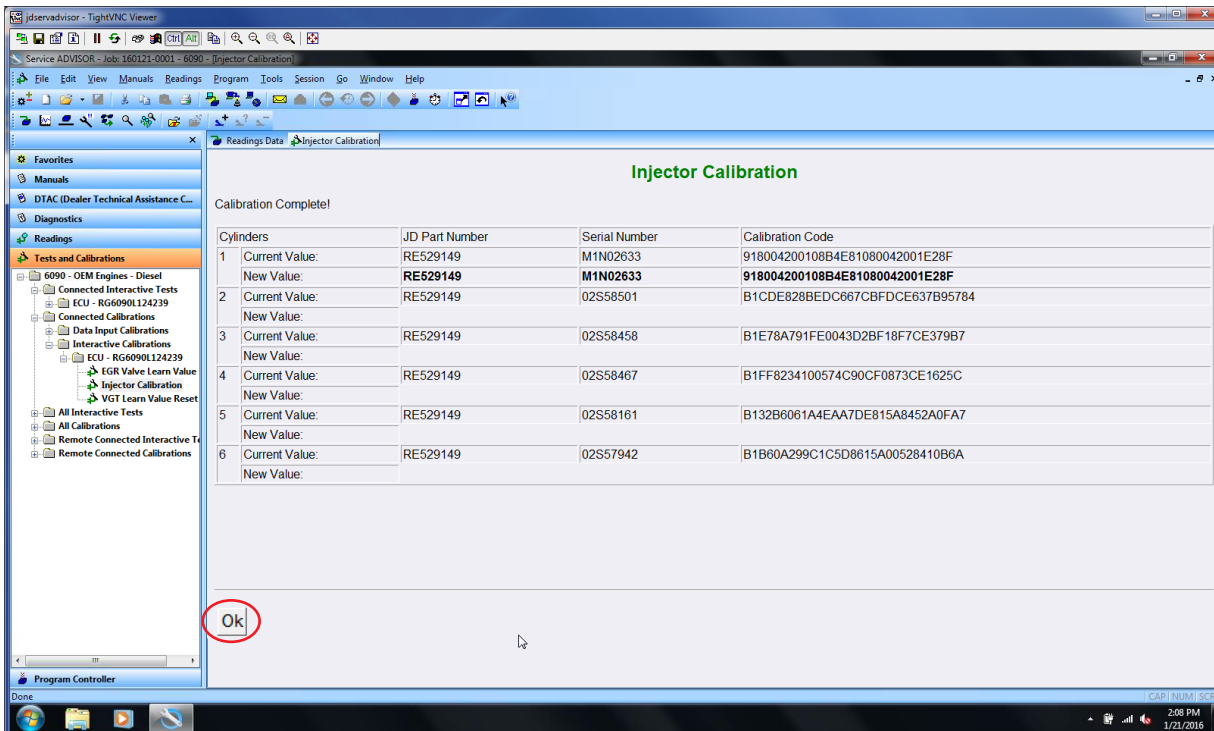 jdservadvisor - TightVNC Viewer
Ctrl Alt
Service ADVISOR - Job: 160121-0001 - 6090 - [Injector Calibration]
File Edit View Manuals Readings Program Tools Session Go Window Help
Readings Data Injector Calibration
Favorites
Manuals
DTAC (Dealer Technical Assistance C...
Diagnostics
Readings
Tests and Calibrations
6090 - OEM Engines - Diesel
Connected Interactive Tests
ECU - RG6090L124239
Connected Calibrations
Data Input Calibrations
Interactive Calibrations
ECU - RG6090L124239
EGR Valve Learn Value
Injector Calibration
VGT Learn Value Reset
All Interactive Tests
All Calibrations
Remote Connected Interactive Te
Remote Connected Calibrations
Program Controller
Injector Calibration
Calibration Complete!
Cylinders JD Part Number Serial Number Calibration Code
1 Current Value: RE529149 M1N02633 918004200108B4E81080042001E28F
New Value: RE529149 M1N02633 918004200108B4E81080042001E28F
2 Current Value: RE529149 02S58501 B1CDE828BEDC667CBFDCE637B95784
New Value:
3 Current Value: RE529149 02S58458 B1E78A791FE0043D2BF18F7CE379B7
New Value:
4 Current Value: RE529149 02S58467 B1FF8234100574C90CF0873CE1625C
New Value:
5 Current Value: RE529149 02S58161 B132B6061A4EAA7DE815A8452A0FA7
New Value:
6 Current Value: RE529149 02S57942 B1B60A299C1C5D8615A00528410B6A
New Value:
Ok
Done
CAP NUM SCR
2:08 PM
1/21/2016